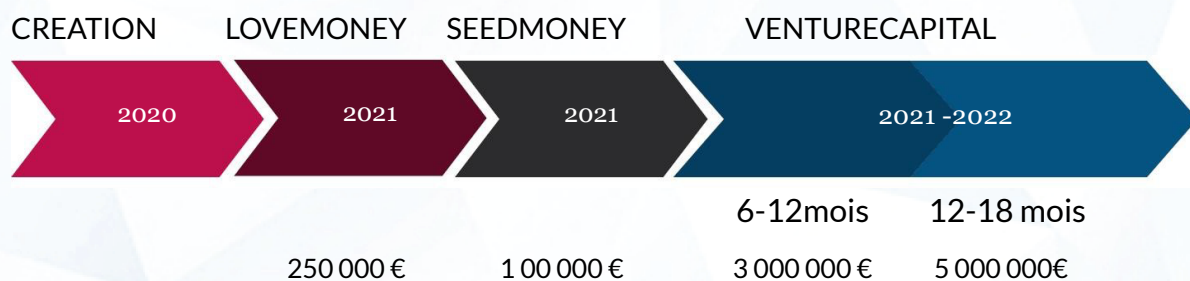 CREATION LOVEMONEY SEEDMONEY VENTURECAPITAL
2020 2021 2021 2021 -2022
6-12mois 12-18 mois
250 000 € 1 00 000 € 3 000 000 € 5 000 000€